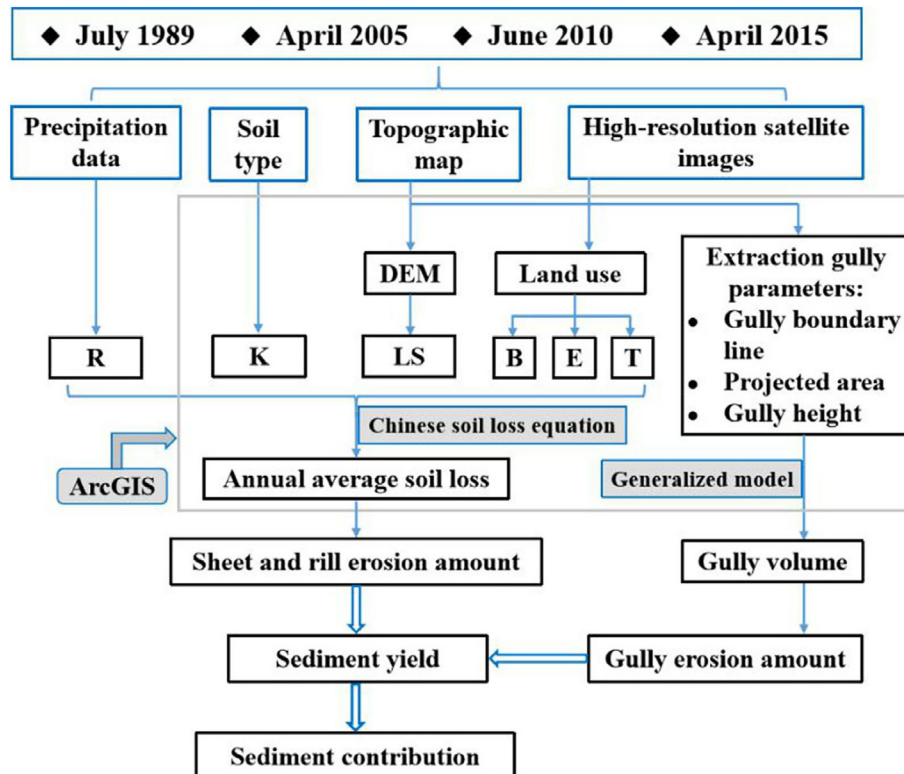 ◆ July 1989 ◆ April 2005 ◆ June 2010 ◆ April 2015
Precipitation
data
Soil
type
Topographic
map
High-resolution satellite
images
DEM
Land use
Extraction gully
parameters:
• Gully boundary
line
• Projected area
• Gully height
R
K
LS
B
E
T
Chinese soil loss equation
ArcGIS
Annual average soil loss
Generalized model
Sheet and rill erosion amount
Gully volume
Sediment yield
Gully erosion amount
Sediment contribution